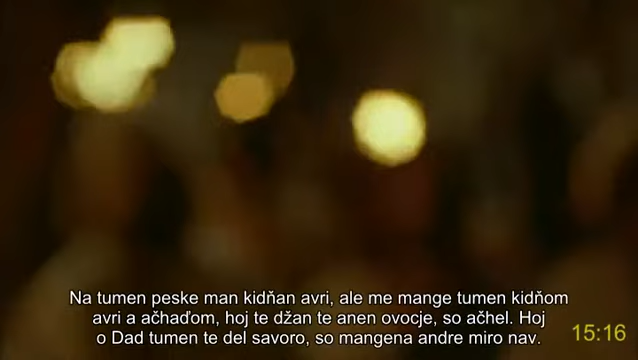 Na tumen peske man kidňan avri, ale me mange tumen kidňom
avri a ačhaďom, hoj te džan te anen ovocje, so ačhel. Hoj
o Dad tumen te del savoro, so mangena andre miro nav.
15:16